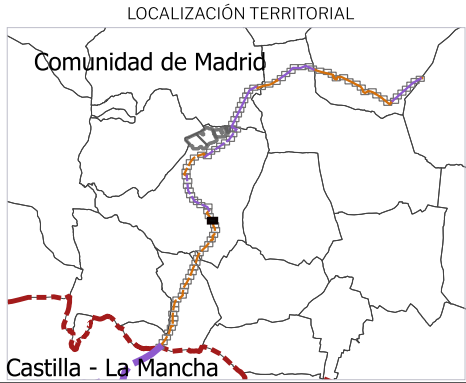 LOCALIZACIÓN TERRITORIAL
Comunidad de Madrid
Castilla - La Mancha